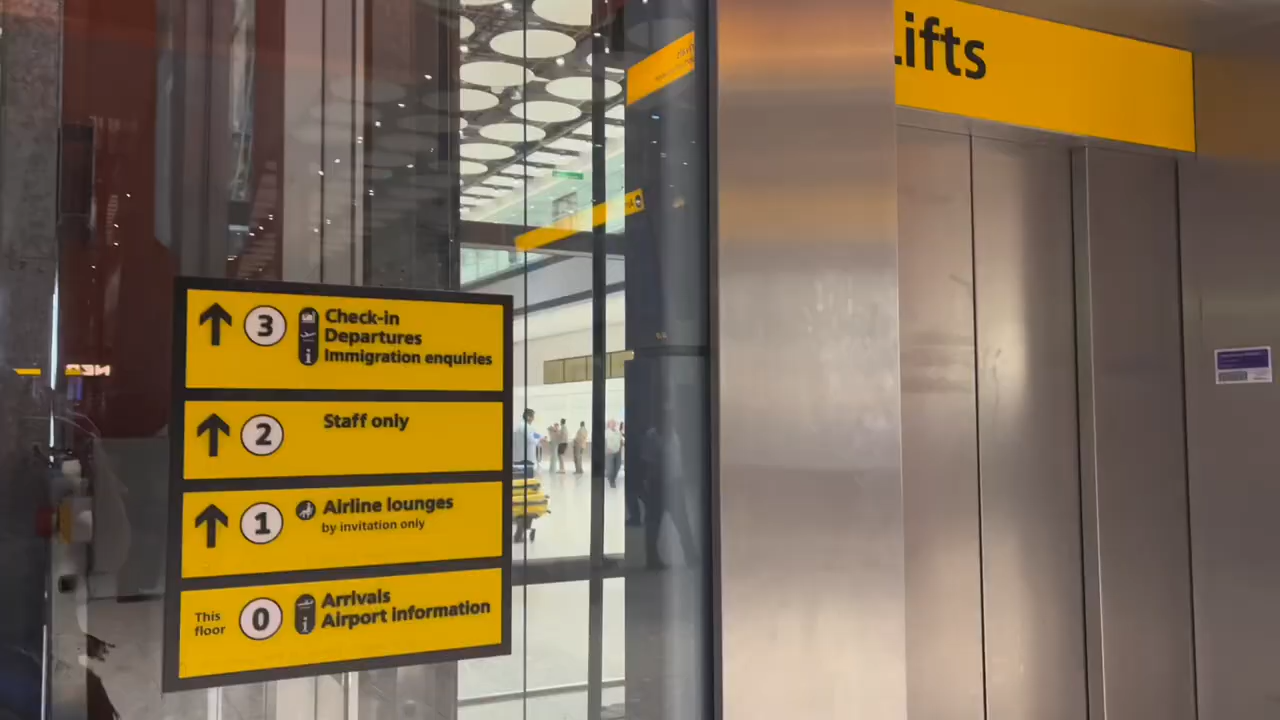 ifts
3
Check-in
Departures
Immigration enquiries
2
Staff only
1
Airline lounges
by invitation only
This
floor
0
Arrivals
Airport information